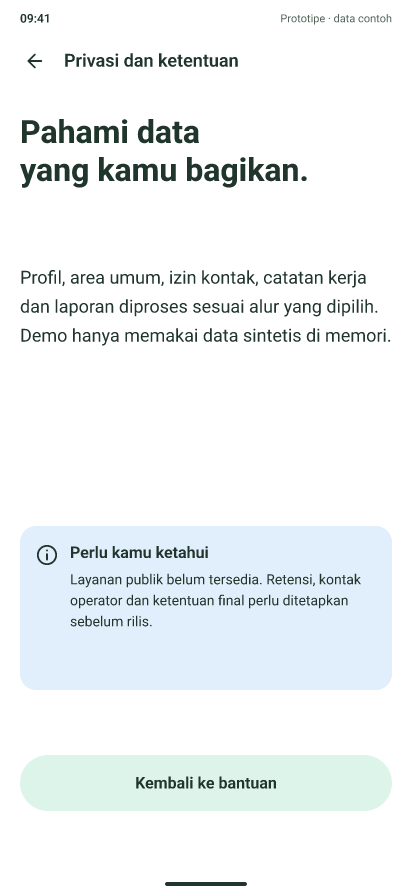 09:41
Prototipe · data contoh
Privasi dan ketentuan
Pahami data
yang kamu bagikan.
Profil, area umum, izin kontak, catatan kerja
dan laporan diproses sesuai alur yang dipilih.
Demo hanya memakai data sintetis di memori.
Perlu kamu ketahui
Layanan publik belum tersedia. Retensi, kontak
operator dan ketentuan final perlu ditetapkan
sebelum rilis.
Kembali ke bantuan